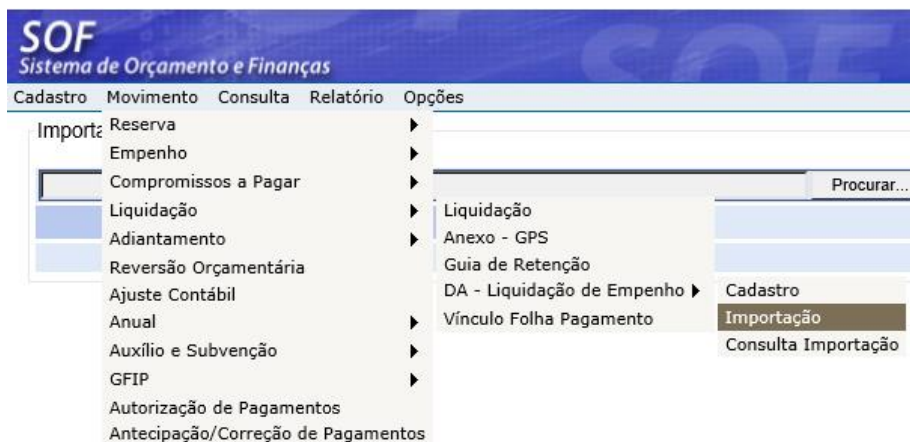 SOF
Sistema de Orçamento e Finanças
SOF
Cadastro Movimento Consulta Relatório Opções
Importa
Reserva
Empenho
Compromissos a Pagar
Procurar...
Liquidação
Liquidação
Adiantamento
Anexo - GPS
Reversão Orçamentária
Guia de Retenção
Ajuste Contábil
DA - Liquidação de Empenho
Cadastro
Anual
Vínculo Folha Pagamento
Importação
Auxílio e Subvenção
Consulta Importação
GFIP
Autorização de Pagamentos
Antecipação/Correção de Pagamentos